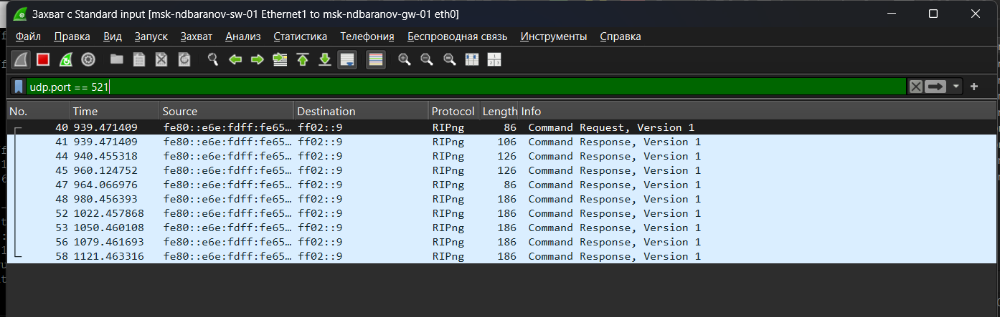 Захват с Standard input [msk-ndbaranov-sw-01 Ethernet1 to msk-ndbaranov-gw-01 eth0]
Файл Правка Вид Запуск Захват Анализ Статистика Телефония Беспроводная связь Инструменты Справка
udp.port == 521
No. Time Source Destination Protocol Length Info
40 939.471409 fe80::e6e:fdff:fe65… ff02::9 RIPng 86 Command Request, Version 1
41 939.471409 fe80::e6e:fdff:fe65… ff02::9 RIPng 106 Command Response, Version 1
44 940.455318 fe80::e6e:fdff:fe65… ff02::9 RIPng 126 Command Response, Version 1
45 960.124752 fe80::e6e:fdff:fe65… ff02::9 RIPng 126 Command Response, Version 1
47 964.066976 fe80::e6e:fdff:fe65… ff02::9 RIPng 86 Command Response, Version 1
48 980.456393 fe80::e6e:fdff:fe65… ff02::9 RIPng 186 Command Response, Version 1
52 1022.457868 fe80::e6e:fdff:fe65… ff02::9 RIPng 186 Command Response, Version 1
53 1050.460108 fe80::e6e:fdff:fe65… ff02::9 RIPng 186 Command Response, Version 1
56 1079.461693 fe80::e6e:fdff:fe65… ff02::9 RIPng 186 Command Response, Version 1
58 1121.463316 fe80::e6e:fdff:fe65… ff02::9 RIPng 186 Command Response, Version 1